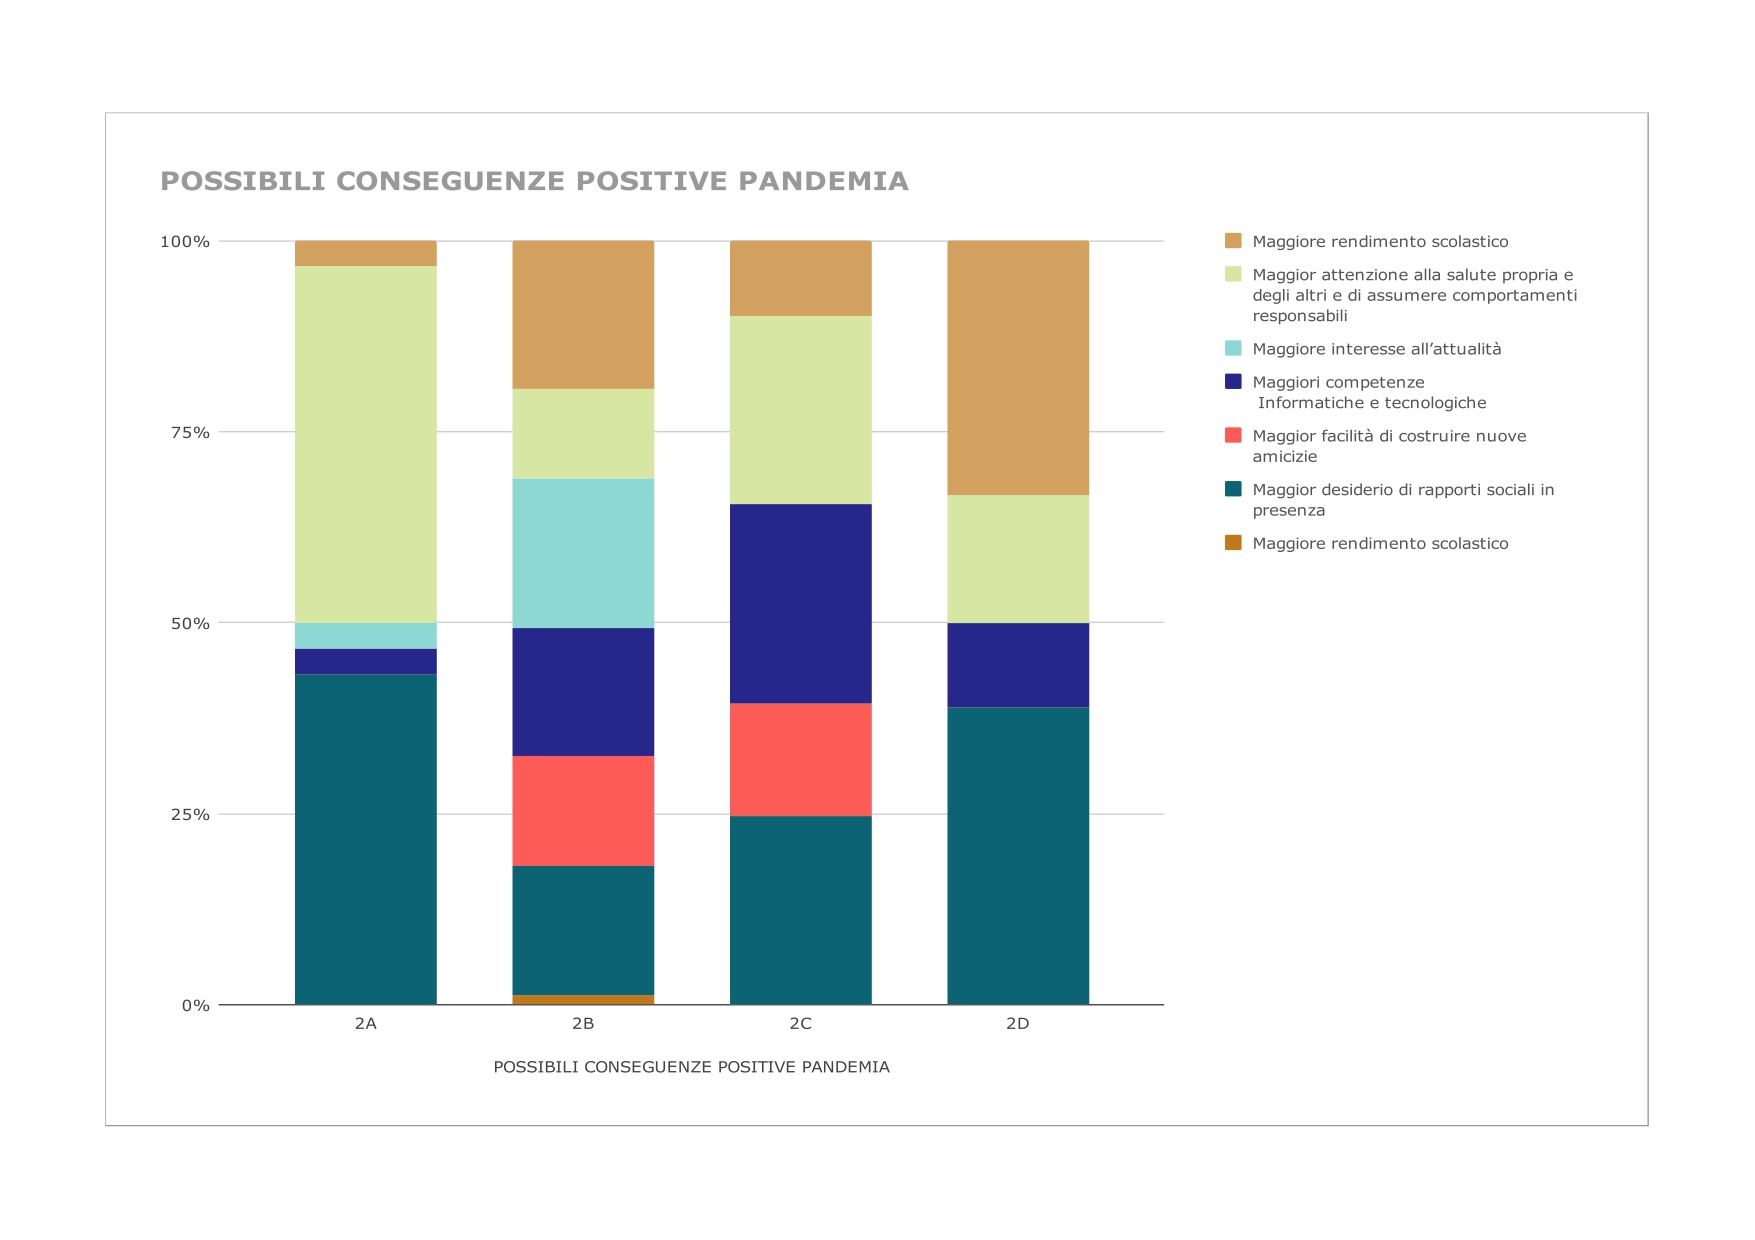 POSSIBILI CONSEGUENZE POSITIVE PANDEMIA
100%
75%
50%
25%
0%
2A
2B
2C
2D
POSSIBILI CONSEGUENZE POSITIVE PANDEMIA
Maggiore rendimento scolastico
Maggior attenzione alla salute propria e
degli altri e di assumere comportamenti
responsabili
Maggiore interesse all’attualità
Maggiori competenze
Informatiche e tecnologiche
Maggior facilità di costruire nuove
amicizie
Maggior desiderio di rapporti sociali in
presenza
Maggiore rendimento scolastico